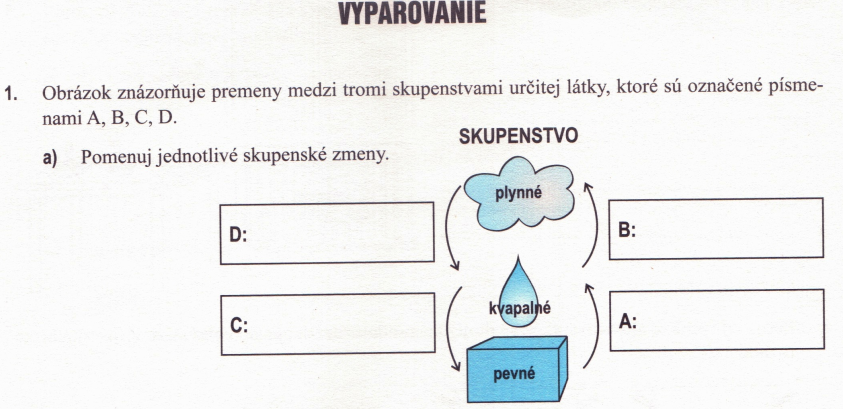 VYPAROVANIE
1. Obrázok znázorňuje premeny medzi tromi skupenstvami určitej látky, ktoré sú označené písme-
nami A, B, C, D.
SKUPENSTVO
a) Pomenuj jednotlivé skupenské zmeny.
plynné
D:
B:
kvapalné
C:
A:
pevné